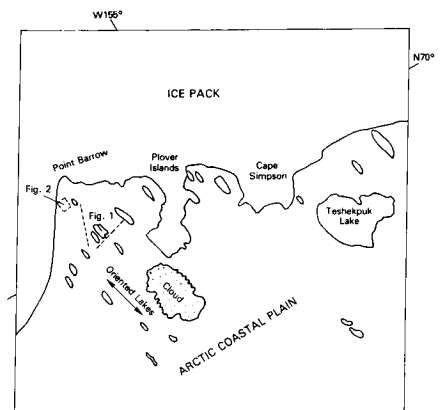 W155°
N70°
ICE PACK
Point Barrow
Plover
Islands
Cape
Simpson
Fig. 2
Fig. 1
Teshekpuk
Lake
Oriented Lakes
Cloud
ARCTIC COASTAL PLAIN